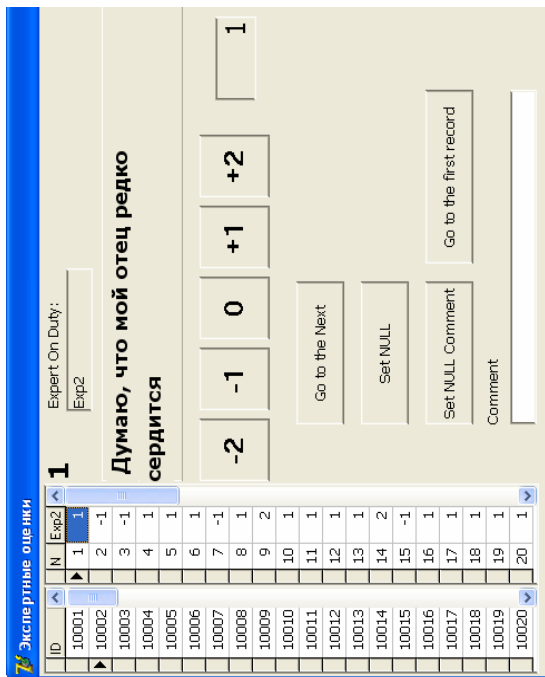 Экспертные оценки
ID N Exp2
10001 1 1
10002 2 -1
10003 3 -1
10004 4 1
10005 5 1
10006 6 1
10007 7 -1
10008 8 1
10009 9 2
10010 10 1
10011 11 1
10012 12 1
10013 13 1
10014 14 2
10015 15 -1
10016 16 1
10017 17 1
10018 18 1
10019 19 1
10020 20 1
1
Expert On Duty:
Exp2
Думаю, что мой отец редко
сердится
-2 -1 0 +1 +2 1
Go to the Next
Set NULL
Set NULL Comment Go to the first record
Comment